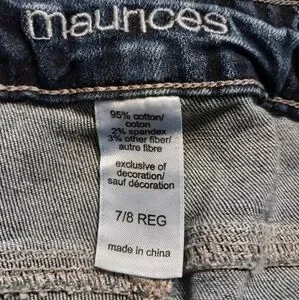 maurices
95% cotton/
coton
2% spandex
3% other fiber/
autre fibre
exclusive of
decoration/
sauf décoration
7/8 REG
made in china